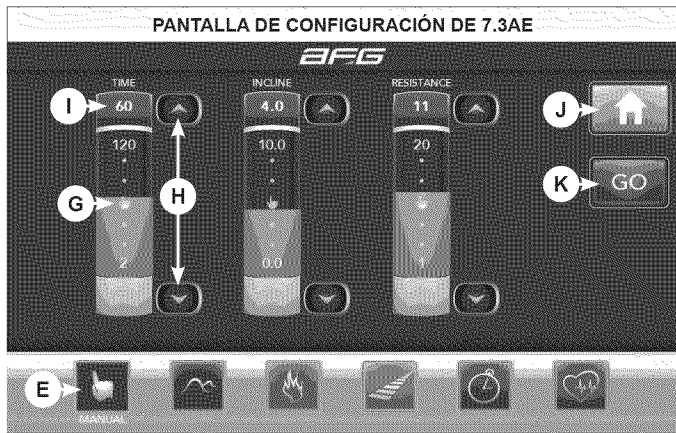 PANTALLA DE CONFIGURACIÓN DE 7.3AE
AFG
TIME INCLINE RESISTANCE
I 60 4.0 11 J
120 10.0 20
G H K GO
2 0.0 1
E
MANUAL